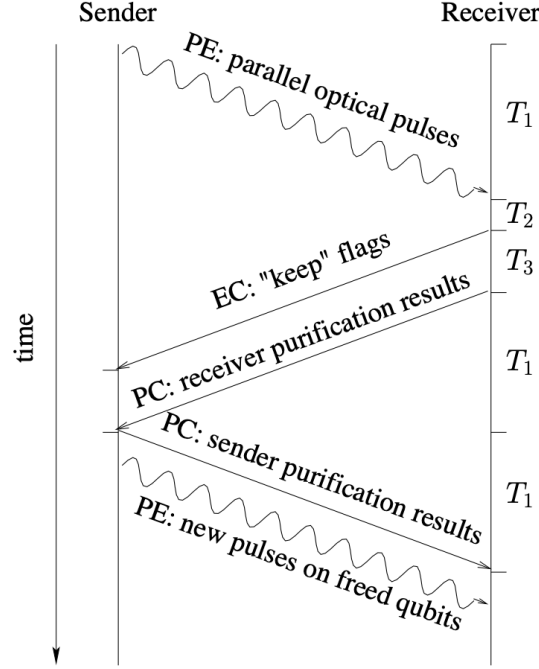 Sender
Receiver
PE: parallel optical pulses
T₁
T₂
EC: "keep" flags
T₃
PC: receiver purification results
time
T₁
PC: sender purification results
T₁
PE: new pulses on freed qubits